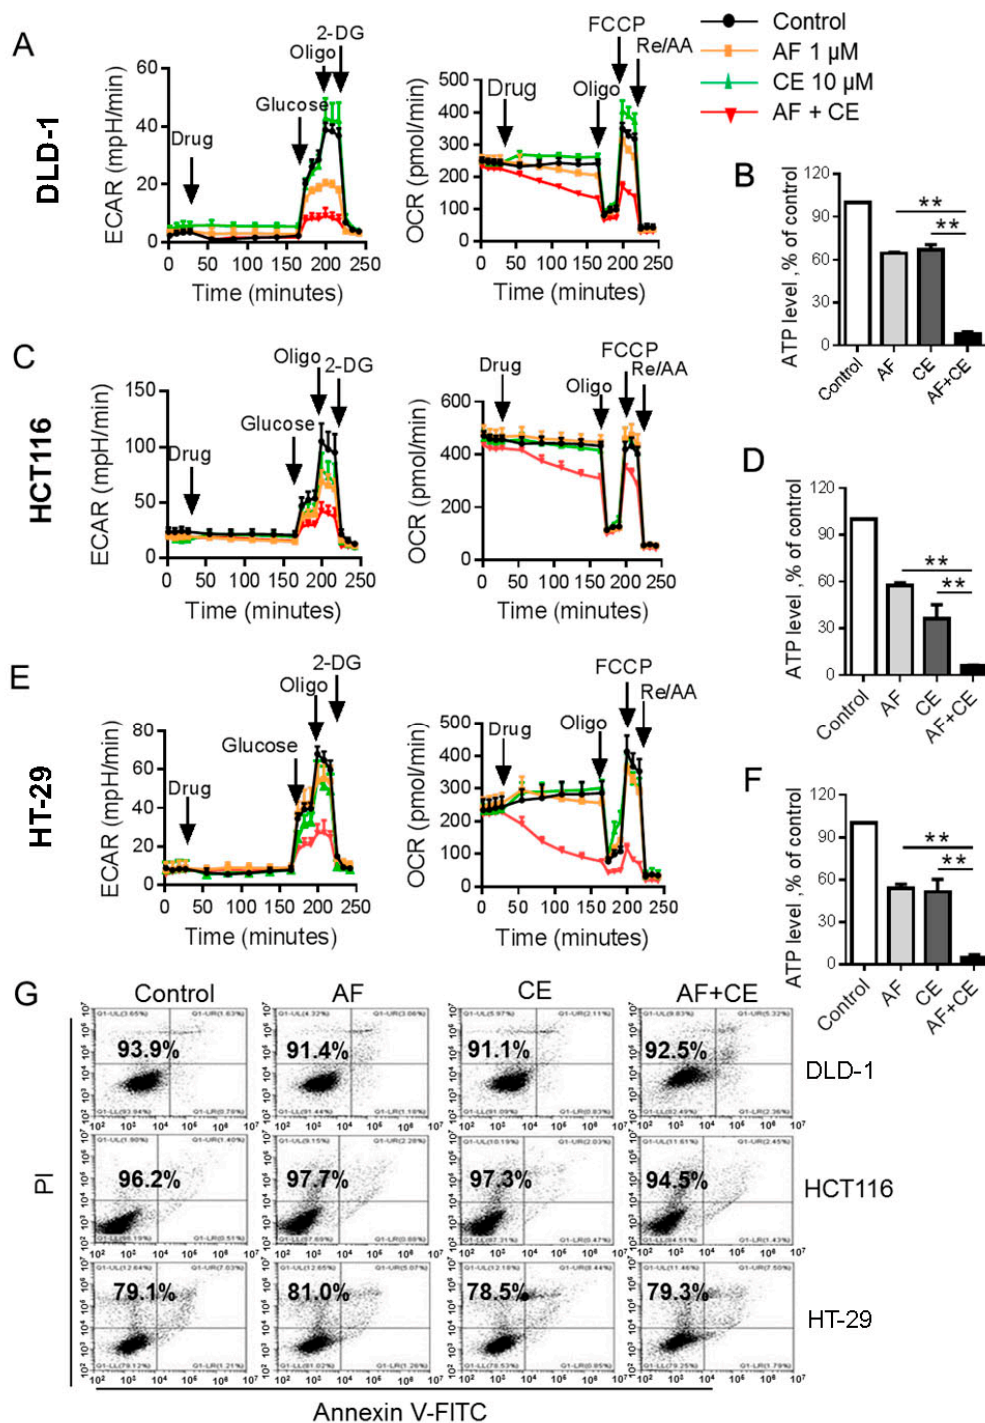 A
DLD-1
ECAR (mpH/min)
60
40
20
0
Drug
Glucose
Oligo
2-DG
0 50 100 150 200 250
Time (minutes)
OCR (pmol/min)
500
400
300
200
100
0
Drug
Oligo
FCCP
Re/AA
0 50 100 150 200 250
Time (minutes)
Control
AF 1 µM
CE 10 µM
AF + CE
B
ATP level , % of control
120
90
60
30
0
**
**
Control
AF
CE
AF+CE
C
HCT116
ECAR (mpH/min)
150
100
50
0
Drug
Glucose
Oligo
2-DG
0 50 100 150 200 250
Time (minutes)
OCR (pmol/min)
600
400
200
0
Drug
Oligo
FCCP
Re/AA
0 50 100 150 200 250
Time (minutes)
D
ATP level, % of control
120
90
60
30
0
**
**
Control
AF
CE
AF+CE
E
HT-29
ECAR (mpH/min)
80
60
40
20
0
Drug
Glucose
Oligo
2-DG
0 50 100 150 200 250
Time (minutes)
OCR (pmol/min)
500
400
300
200
100
0
Drug
Oligo
FCCP
Re/AA
0 50 100 150 200 250
Time (minutes)
F
ATP level, % of control
120
90
60
30
0
**
**
Control
AF
CE
AF+CE
G
Control AF CE AF+CE
PI
93.9% 91.4% 91.1% 92.5%
DLD-1
96.2% 97.7% 97.3% 94.5%
HCT116
79.1% 81.0% 78.5% 79.3%
HT-29
Annexin V-FITC